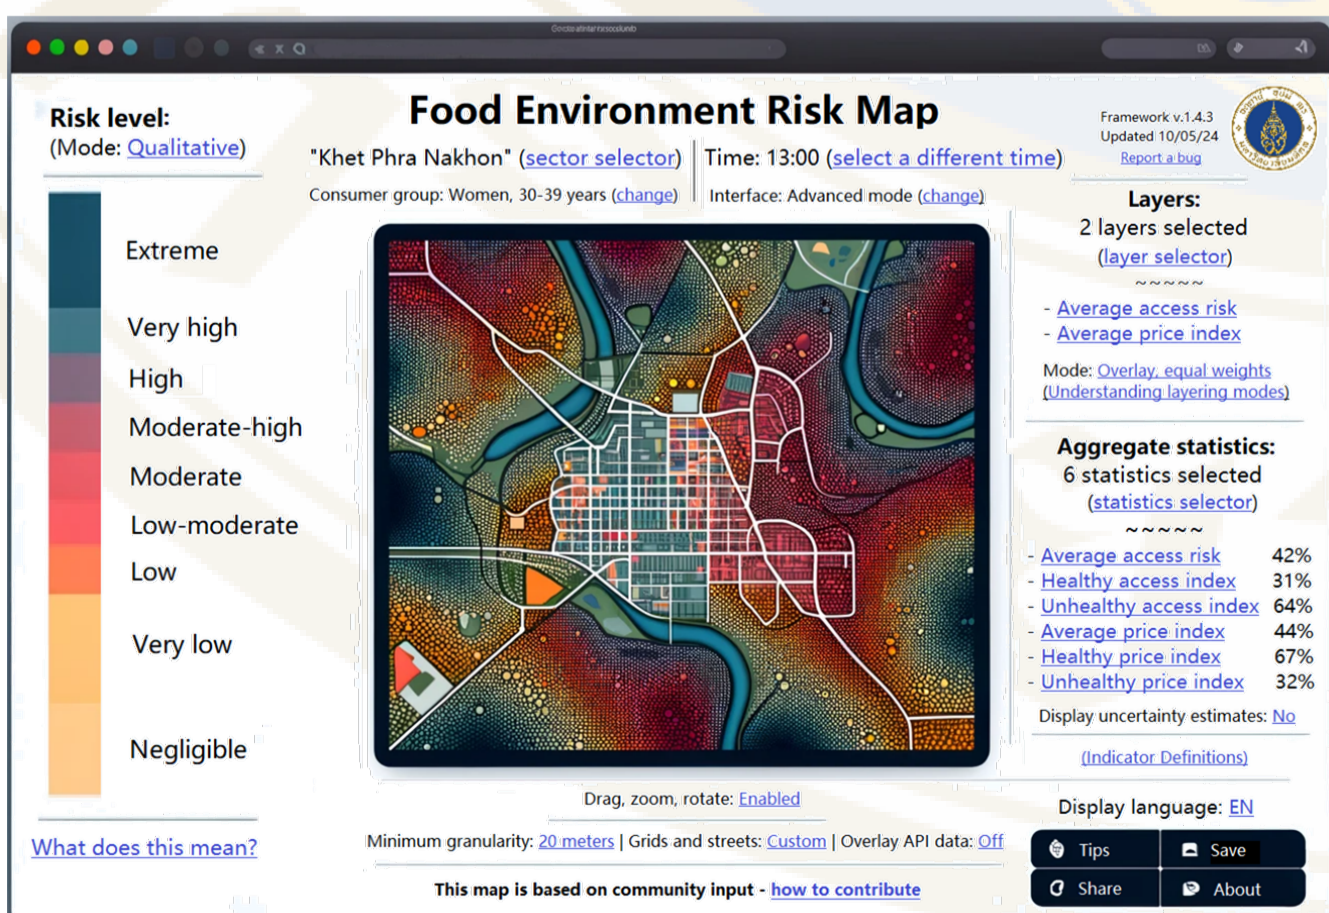 Risk level:
(Mode: Qualitative)
Extreme
Very high
High
Moderate-high
Moderate
Low-moderate
Low
Very low
Negligible
What does this mean?
Food Environment Risk Map
"Khet Phra Nakhon" (sector selector)
Time: 13:00 (select a different time)
Consumer group: Women, 30-39 years (change)
Interface: Advanced mode (change)
Drag, zoom, rotate: Enabled
Minimum granularity: 20 meters | Grids and streets: Custom | Overlay API data: Off
This map is based on community input - how to contribute
Framework v.1.4.3
Updated 10/05/24
Report a bug
Layers:
2 layers selected
(layer selector)
~~~~~
- Average access risk
- Average price index
Mode: Overlay, equal weights
(Understanding layering modes)
Aggregate statistics:
6 statistics selected
(statistics selector)
~~~~~
- Average access risk 42%
- Healthy access index 31%
- Unhealthy access index 64%
- Average price index 44%
- Healthy price index 67%
- Unhealthy price index 32%
Display uncertainty estimates: No
(Indicator Definitions)
Display language: EN
Tips
Save
Share
About